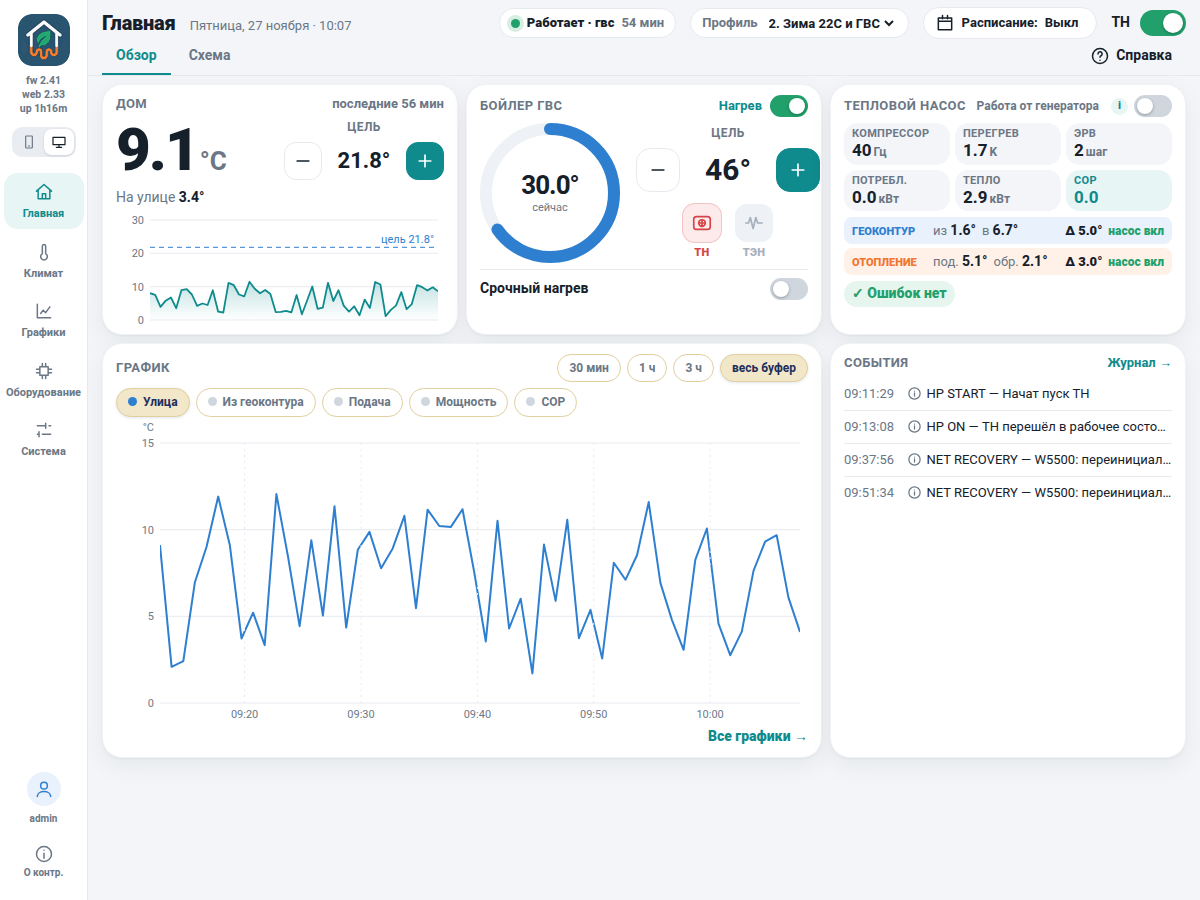 fw 2.41
web 2.33
up 1h16m
Главная
Климат
Графики
Оборудование
Система
admin
О контр.
Главная Пятница, 27 ноября · 10:07
Работает · гвс 54 мин
Профиль 2. Зима 22С и ГВС
Расписание: Выкл
ТН
Обзор Схема
Справка
ДОМ последние 56 мин
9.1 °C
ЦЕЛЬ
− 21.8° +
На улице 3.4°
30
20
10
0
цель 21.8°
БОЙЛЕР ГВС Нагрев
30.0°
сейчас
ЦЕЛЬ
− 46° +
ТН ТЭН
Срочный нагрев
ТЕПЛОВОЙ НАСОС Работа от генератора i
КОМПРЕССОР
40 Гц
ПЕРЕГРЕВ
1.7 K
ЭРВ
2 шаг
ПОТРЕБЛ.
0.0 кВт
ТЕПЛО
2.9 кВт
COP
0.0
ГЕОКОНТУР из 1.6° в 6.7° Δ 5.0° насос вкл
ОТОПЛЕНИЕ под. 5.1° обр. 2.1° Δ 3.0° насос вкл
✓ Ошибок нет
ГРАФИК
30 мин 1 ч 3 ч весь буфер
Улица Из геоконтура Подача Мощность COP
°C
15
10
5
0
09:20 09:30 09:40 09:50 10:00
Все графики →
СОБЫТИЯ Журнал →
09:11:29 HP START — Начат пуск ТН
09:13:08 HP ON — ТН перешёл в рабочее состо…
09:37:56 NET RECOVERY — W5500: переинициал…
09:51:34 NET RECOVERY — W5500: переинициал…